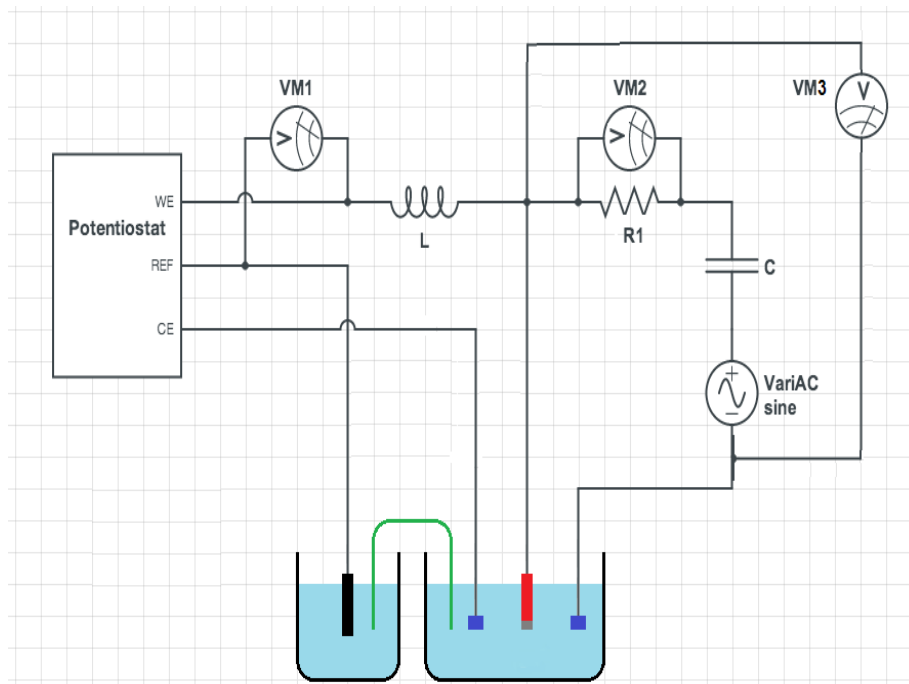 VM1
VM2
VM3
V
V
V
WE
Potentiostat
REF
CE
L
R1
C
+
VariAC
sine
−